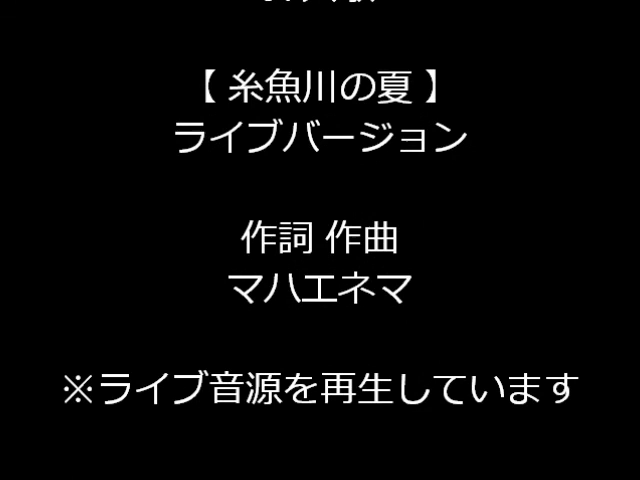 【 糸魚川の夏 】
ライブバージョン
作詞 作曲
マハエネマ
※ライブ音源を再生しています